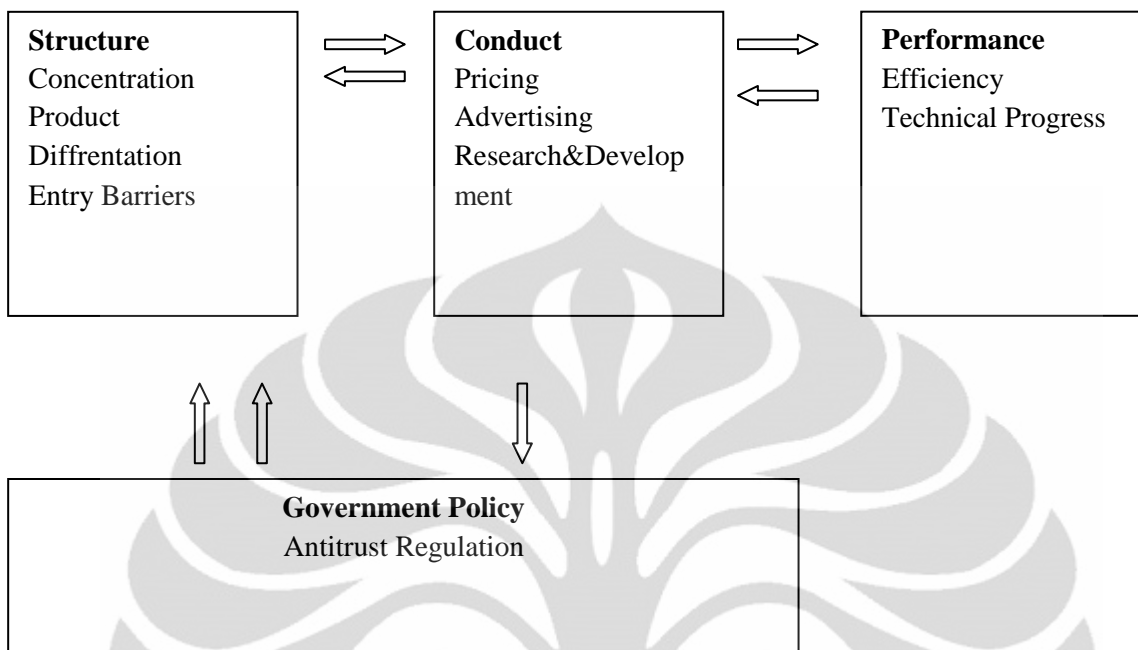 Structure
Concentration
Product
Diffrentation
Entry Barriers
Conduct
Pricing
Advertising
Research&Develop
ment
Performance
Efficiency
Technical Progress
Government Policy
Antitrust Regulation